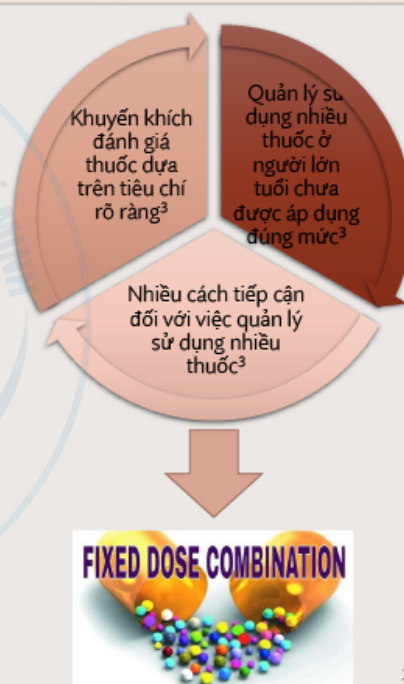 Khuyến khích
đánh giá
thuốc dựa
trên tiêu chí
rõ ràng³
Quản lý sử
dụng nhiều
thuốc ở
người lớn
tuổi chưa
được áp dụng
đúng mức³
Nhiều cách tiếp cận
đối với việc quản lý
sử dụng nhiều
thuốc³
FIXED DOSE COMBINATION